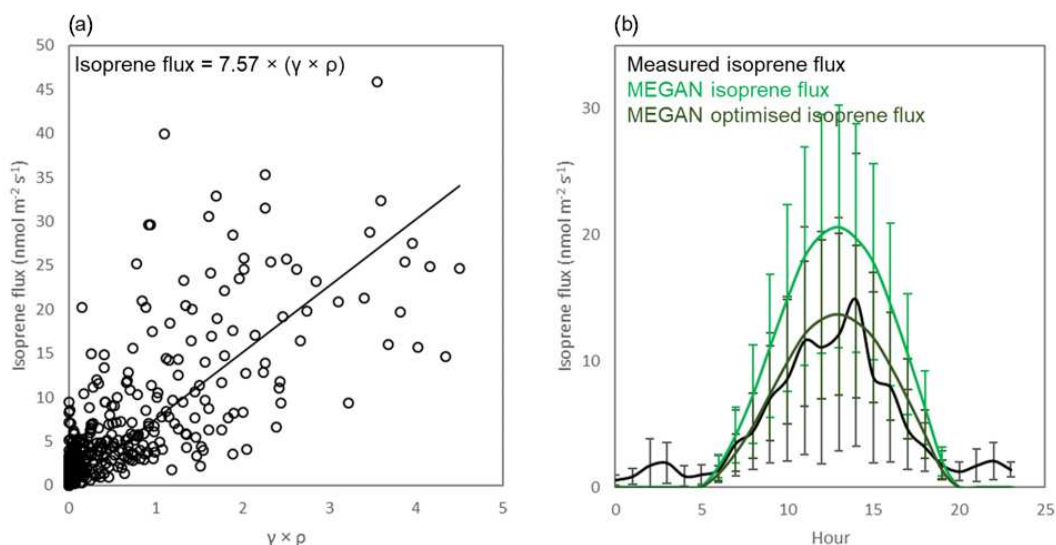 (a)
Isoprene flux = 7.57 × (γ × ρ)
Isoprene flux (nmol m⁻² s⁻¹)
50
45
40
35
30
25
20
15
10
5
0
0 1 2 3 4 5
γ × ρ
(b)
Measured isoprene flux
MEGAN isoprene flux
MEGAN optimised isoprene flux
Isoprene flux (nmol m⁻² s⁻¹)
30
20
10
0
0 5 10 15 20 25
Hour